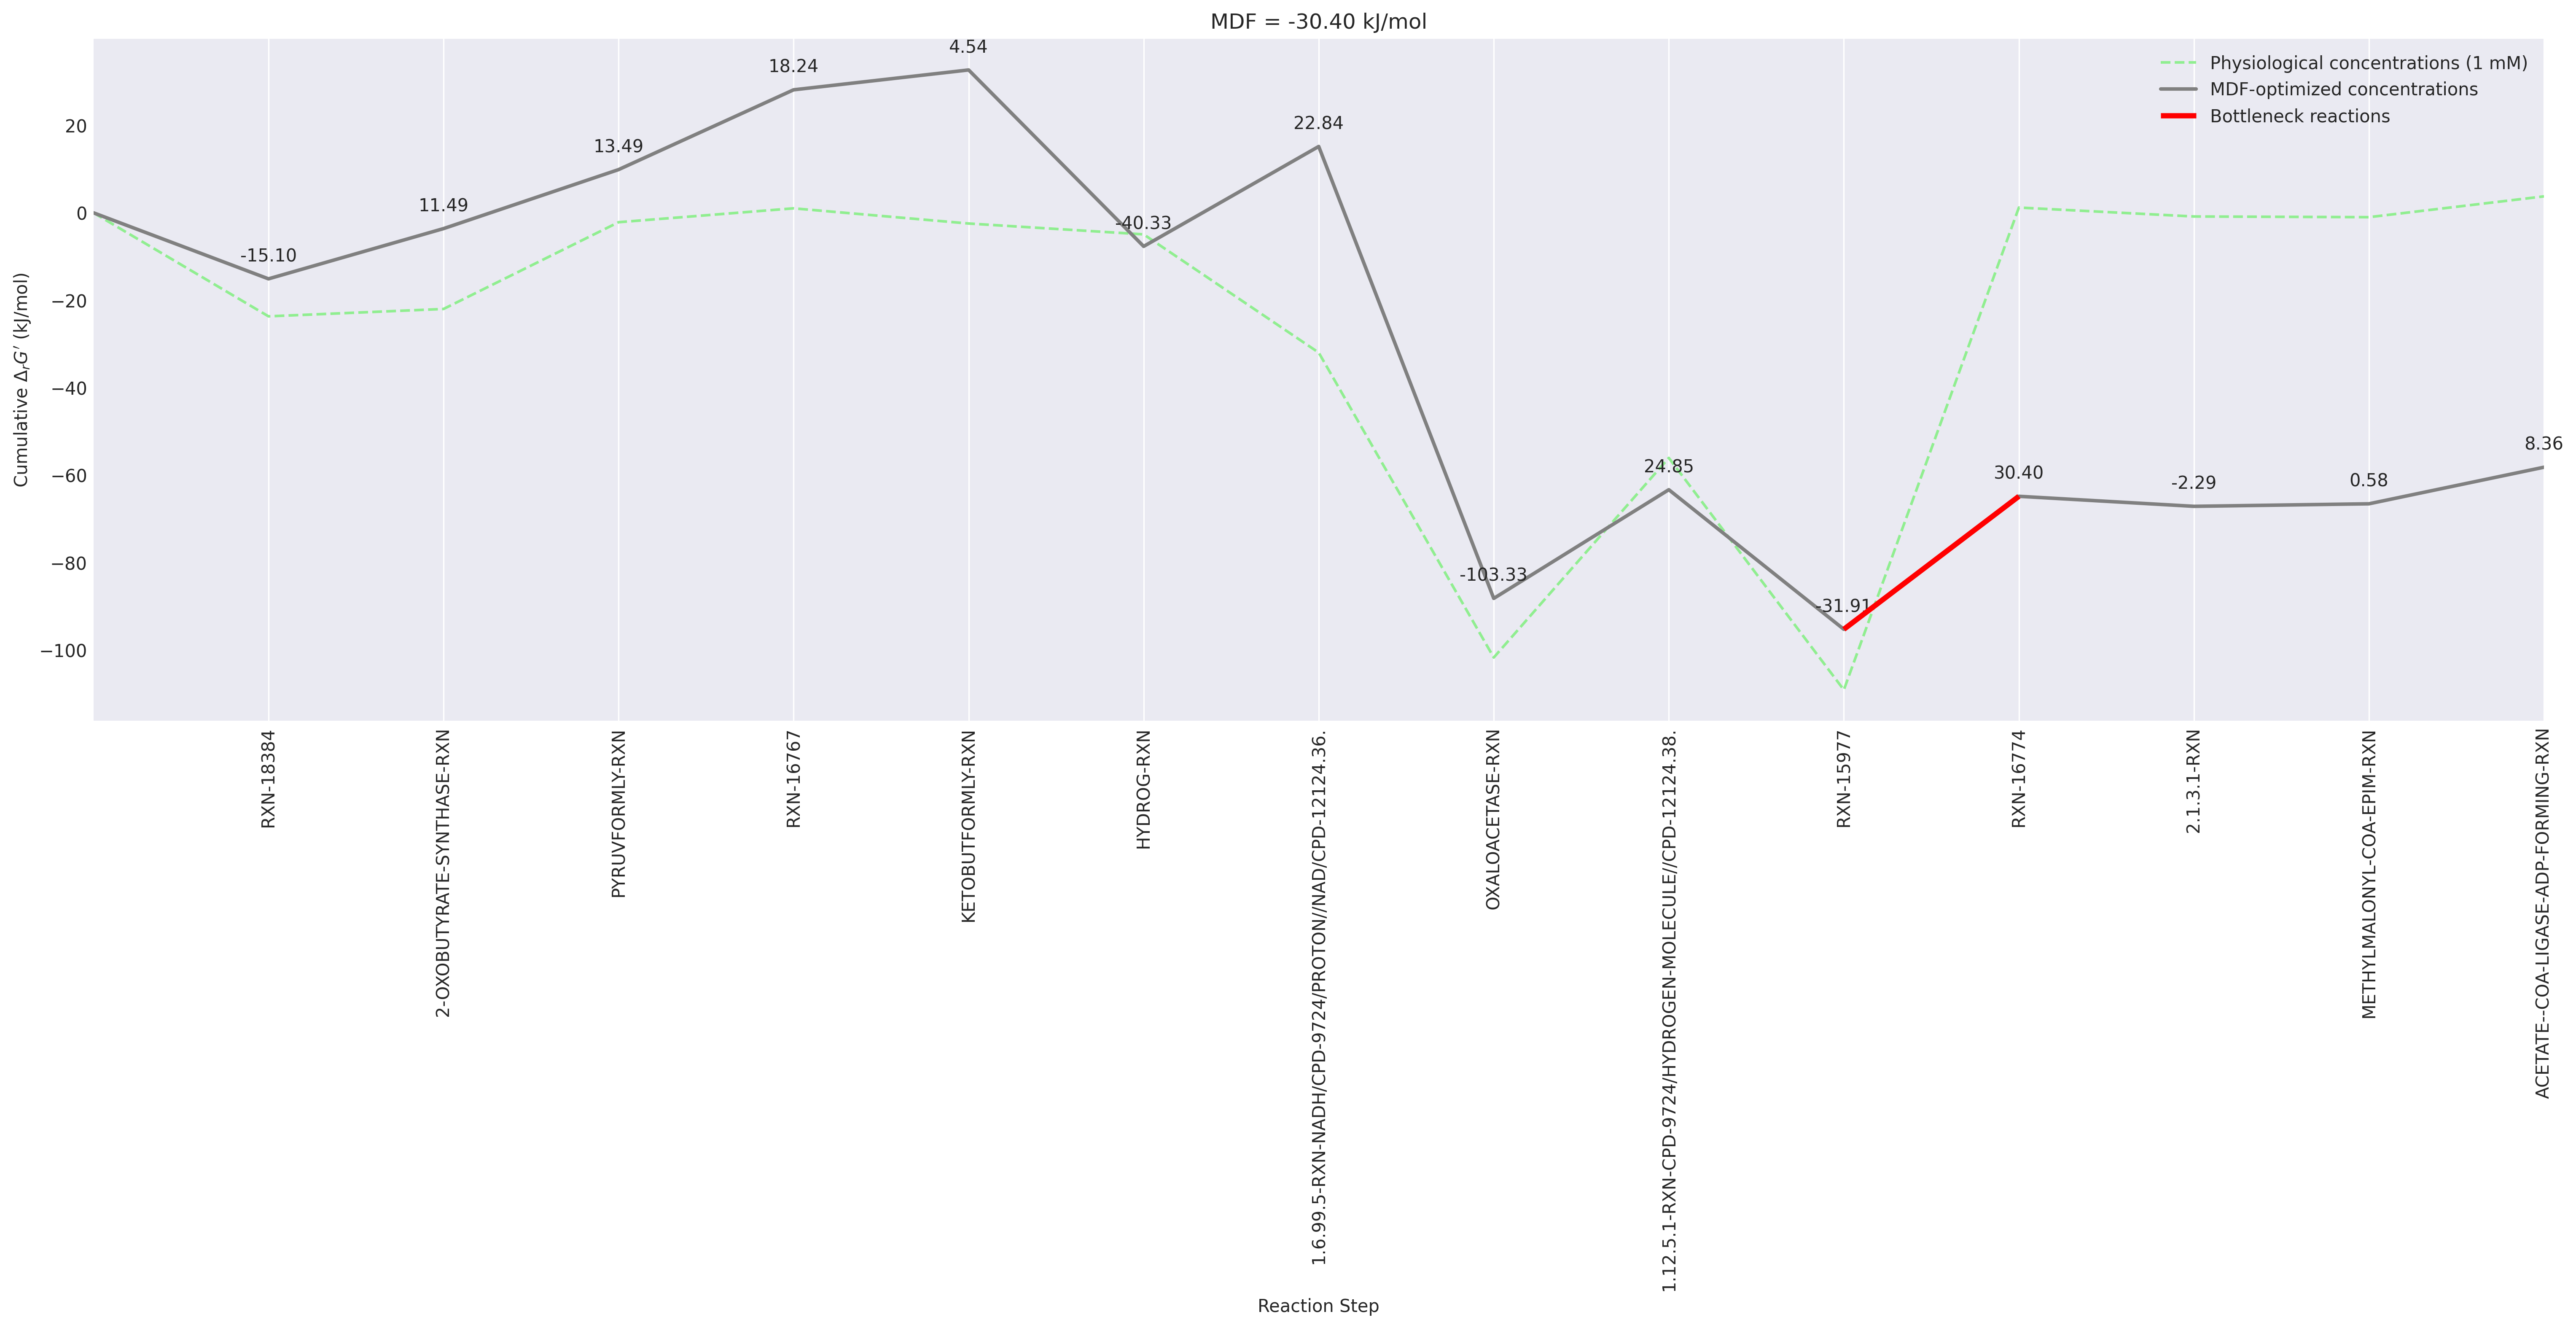 MDF = -30.40 kJ/mol
Physiological concentrations (1 mM)
MDF-optimized concentrations
Bottleneck reactions
Cumulative ΔrG′ (kJ/mol)
20
0
−20
−40
−60
−80
−100
-15.10
11.49
13.49
18.24
4.54
-40.33
22.84
-103.33
24.85
-31.91
30.40
-2.29
0.58
8.36
RXN-18384
2-OXOBUTYRATE-SYNTHASE-RXN
PYRUVFORMLY-RXN
RXN-16767
KETOBUTFORMLY-RXN
HYDROG-RXN
1.6.99.5-RXN-NADH/CPD-9724/PROTON//NAD/CPD-12124.36.
OXALOACETASE-RXN
1.12.5.1-RXN-CPD-9724/HYDROGEN-MOLECULE//CPD-12124.38.
RXN-15977
RXN-16774
2.1.3.1-RXN
METHYLMALONYL-COA-EPIM-RXN
ACETATE--COA-LIGASE-ADP-FORMING-RXN
Reaction Step